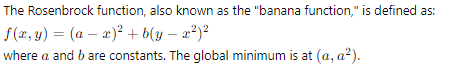 The Rosenbrock function, also known as the "banana function," is defined as:
f(x, y) = (a − x)² + b(y − x²)²
where a and b are constants. The global minimum is at (a, a²).